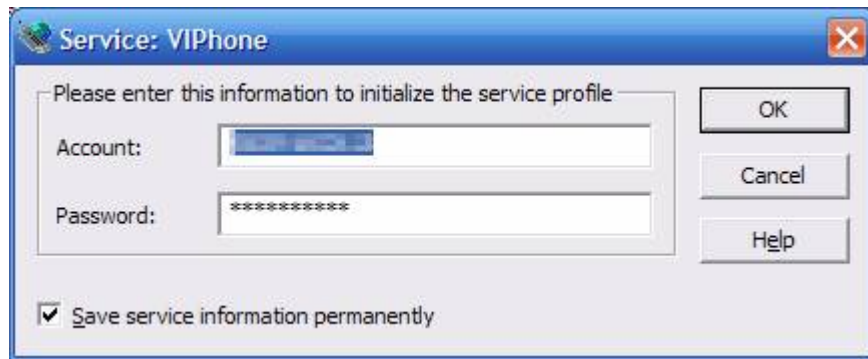 Service: VIPhone
Please enter this information to initialize the service profile
OK
Account:
Cancel
Password: **********
Help
Save service information permanently